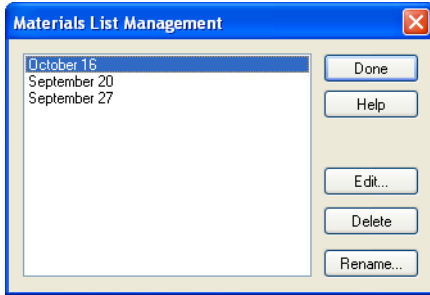 Materials List Management
October 16
September 20
September 27
Done
Help
Edit...
Delete
Rename...